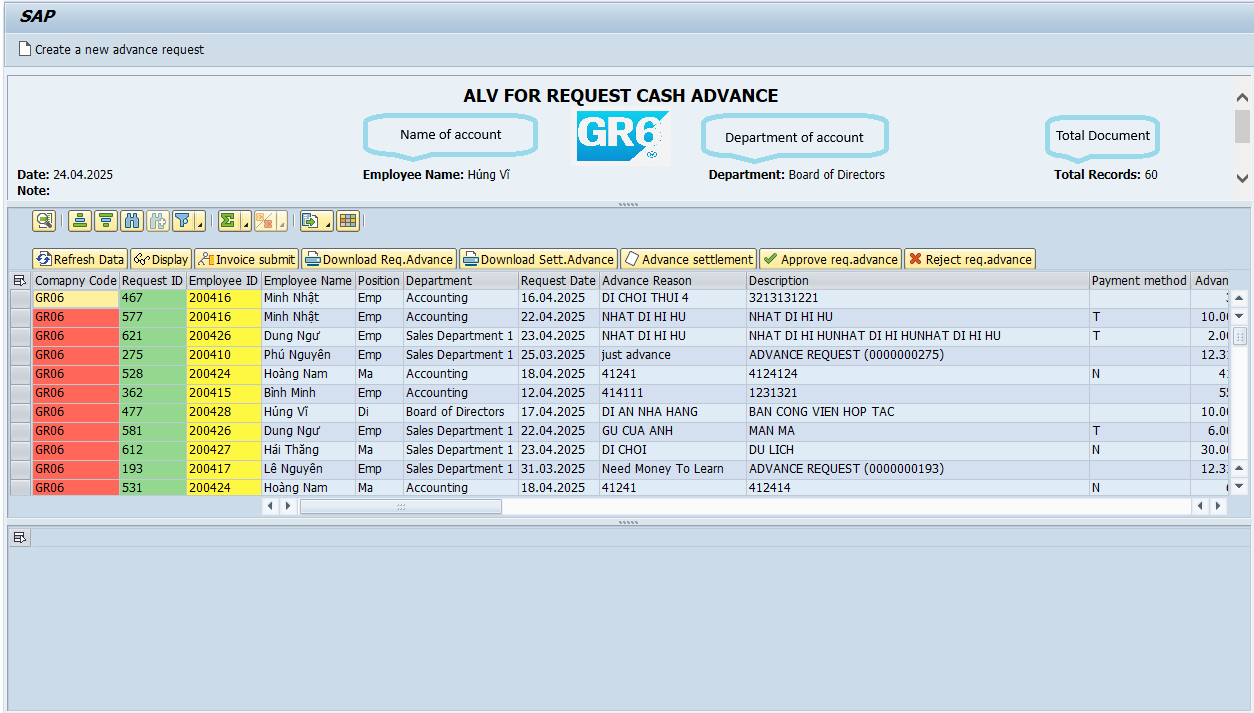 SAP
Create a new advance request
ALV FOR REQUEST CASH ADVANCE
Name of account GR6 Department of account Total Document
Date: 24.04.2025 Employee Name: Húng Vĩ Department: Board of Directors Total Records: 60
Note:
Refresh Data Display Invoice submit Download Req.Advance Download Sett.Advance Advance settlement Approve req.advance Reject req.advance
Comapny Code Request ID Employee ID Employee Name Position Department Request Date Advance Reason Description Payment method Advan
GR06 467 200416 Minh Nhật Emp Accounting 16.04.2025 DI CHOI THUI 4 3213131221
GR06 577 200416 Minh Nhật Emp Accounting 22.04.2025 NHAT DI HI HU NHAT DI HI HU T 10.00
GR06 621 200426 Dung Ngư Emp Sales Department 1 23.04.2025 NHAT DI HI HU NHAT DI HI HUNHAT DI HI HUNHAT DI HI HU T 2.00
GR06 275 200410 Phú Nguyên Emp Sales Department 1 25.03.2025 just advance ADVANCE REQUEST (0000000275) 12.3
GR06 528 200424 Hoàng Nam Ma Accounting 18.04.2025 41241 4124124 N 4
GR06 362 200415 Bình Minh Emp Accounting 12.04.2025 414111 1231321 5
GR06 477 200428 Húng Vĩ Di Board of Directors 17.04.2025 DI AN NHA HANG BAN CONG VIEN HOP TAC 10.00
GR06 581 200426 Dung Ngư Emp Sales Department 1 22.04.2025 GU CUA ANH MAN MA T 6.00
GR06 612 200427 Hái Thăng Ma Sales Department 1 23.04.2025 DI CHOI DU LICH N 30.00
GR06 193 200417 Lê Nguyên Emp Sales Department 1 31.03.2025 Need Money To Learn ADVANCE REQUEST (0000000193) 12.3
GR06 531 200424 Hoàng Nam Ma Accounting 18.04.2025 41241 412414 N